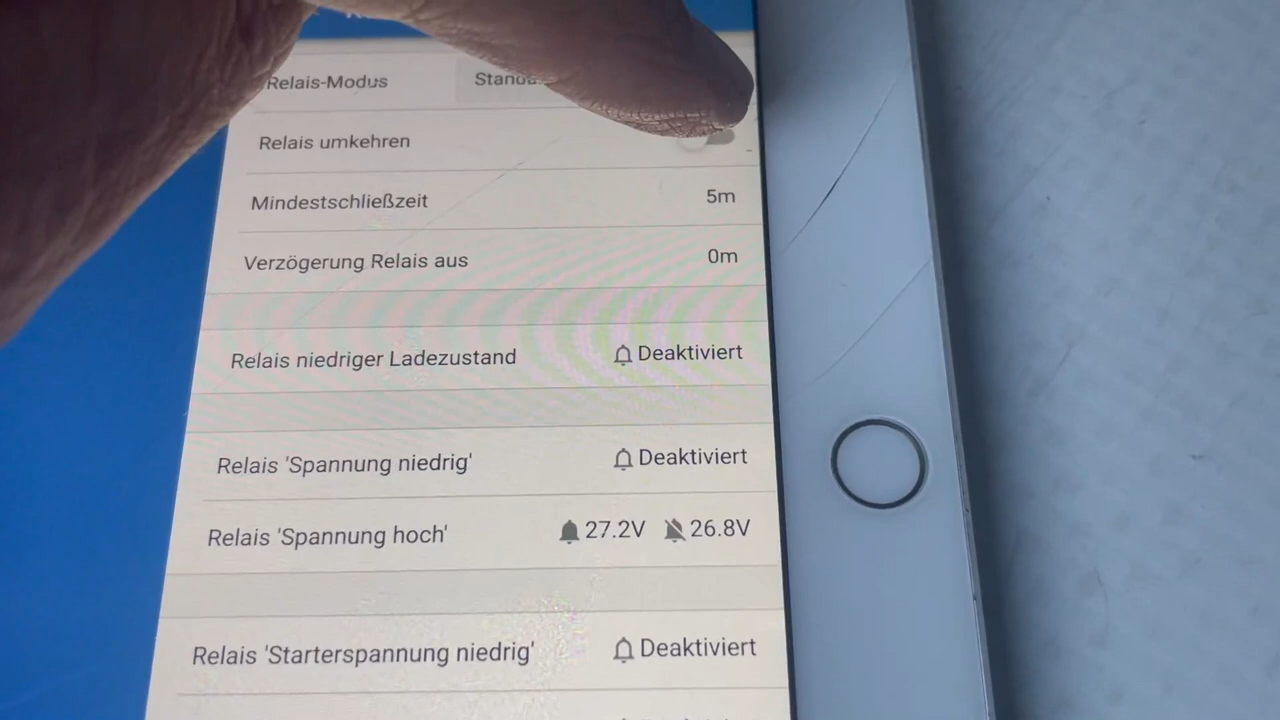 Relais-Modus
Relais umkehren
Mindestschließzeit 5m
Verzögerung Relais aus 0m
Relais niedriger Ladezustand Deaktiviert
Relais 'Spannung niedrig' Deaktiviert
Relais 'Spannung hoch' 27.2V 26.8V
Relais 'Starterspannung niedrig' Deaktiviert